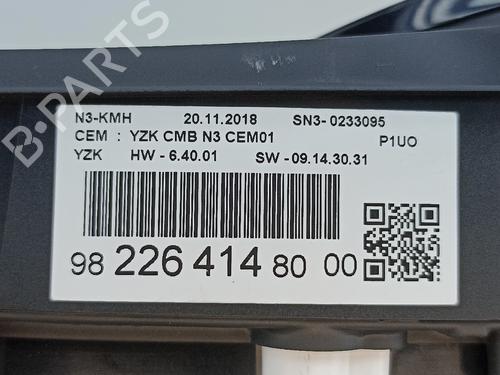 B-PARTS
N3-KMH 20.11.2018 SN3- 0233095
CEM : YZK CMB N3 CEM01 P1UO
YZK HW - 6.40.01 SW - 09.14.30.31
98 226 414 80 00